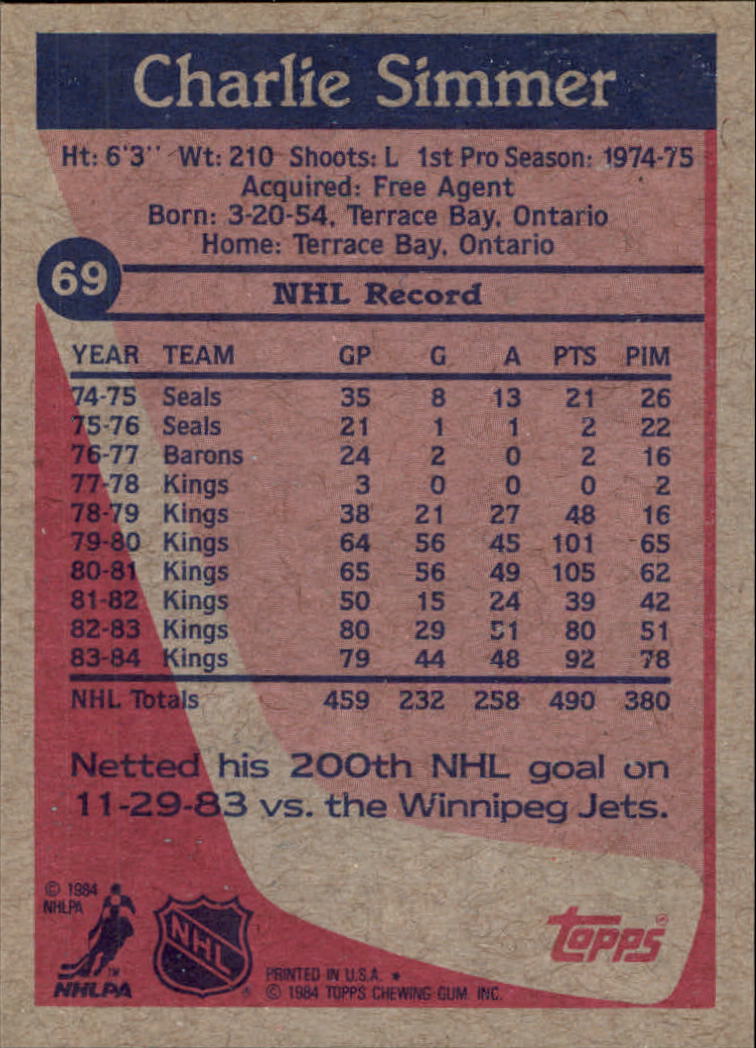 Charlie Simmer
Ht: 6'3'' Wt: 210 Shoots: L 1st Pro Season: 1974-75
Acquired: Free Agent
Born: 3-20-54, Terrace Bay, Ontario
Home: Terrace Bay, Ontario
69
NHL Record
YEAR TEAM GP G A PTS PIM
74-75 Seals 35 8 13 21 26
75-76 Seals 21 1 1 2 22
76-77 Barons 24 2 0 2 16
77-78 Kings 3 0 0 0 2
78-79 Kings 38 21 27 48 16
79-80 Kings 64 56 45 101 65
80-81 Kings 65 56 49 105 62
81-82 Kings 50 15 24 39 42
82-83 Kings 80 29 51 80 51
83-84 Kings 79 44 48 92 78
NHL Totals 459 232 258 490 380
Netted his 200th NHL goal on
11-29-83 vs. the Winnipeg Jets.
© 1984
NHLPA
TM
NHLPA
NHL
®
topps®
PRINTED IN U.S.A. *
© 1984 TOPPS CHEWING GUM, INC.